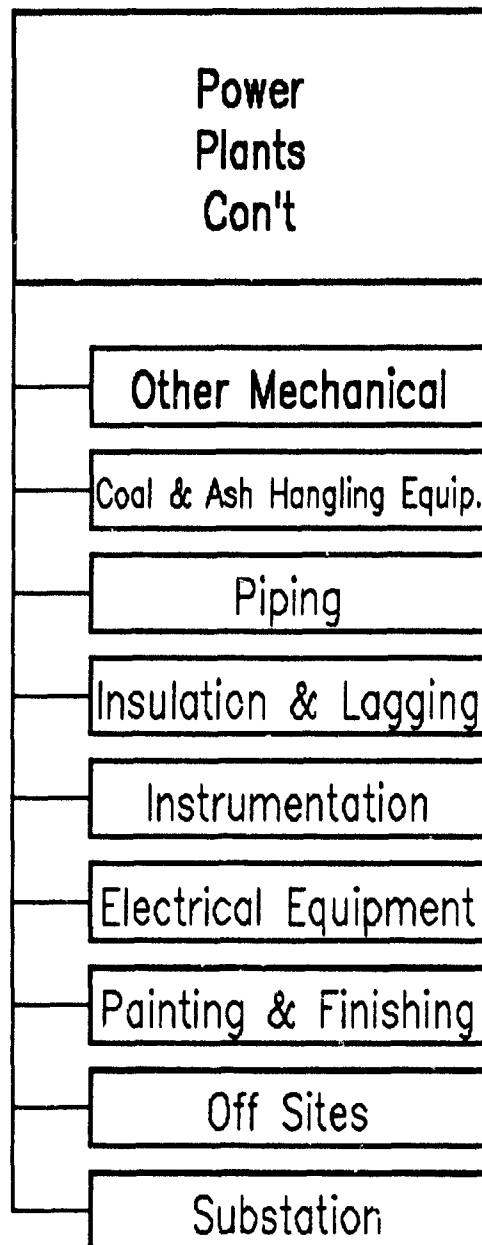 Power
Plants
Con't
Other Mechanical
Coal & Ash Hangling Equip.
Piping
Insulation & Lagging
Instrumentation
Electrical Equipment
Painting & Finishing
Off Sites
Substation